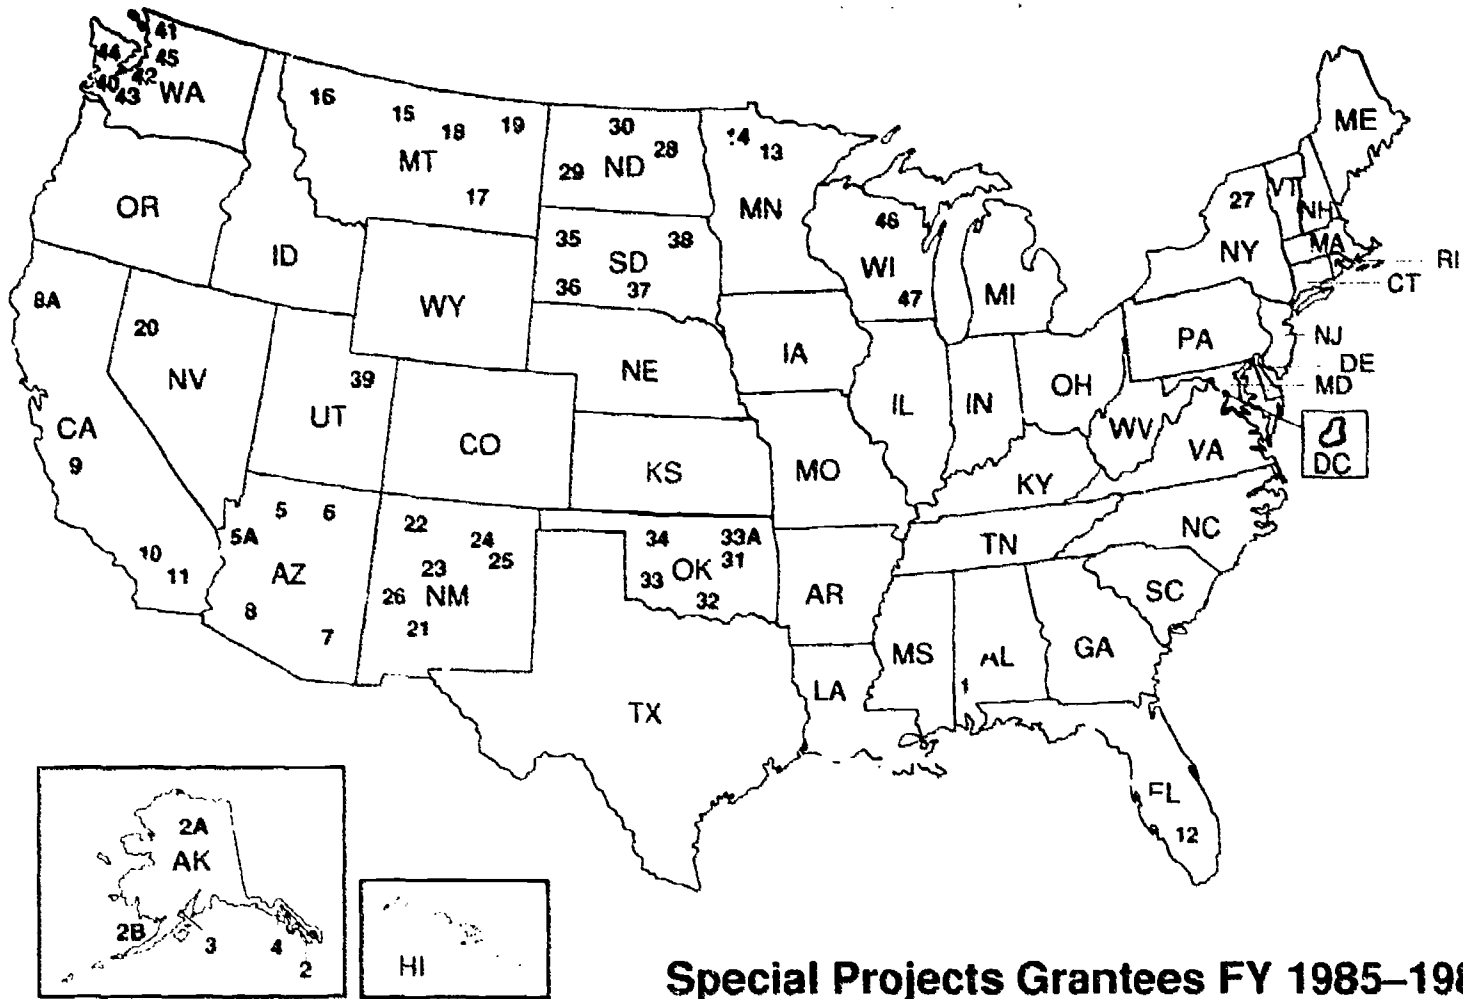 41
44 45
40 42
43 WA
16 15 18 19
MT
17
30
29 ND 28
14 13
MN
ME
OR
ID
WY
35 38
SD
36 37
46
WI
47
MI
27
NY
VT
NH
MA
RI
CT
8A
20
NV
39
UT
CO
NE
IA
IL
IN
OH
PA
NJ
DE
MD
DC
CA
9
10
11
KS
MO
KY
WV
VA
5 6
5A
AZ
8
7
22
24
25
23
26 NM
21
34 33A
OK 31
33
32
AR
TN
NC
SC
MS
AL
1
GA
LA
TX
FL
12
2A
AK
2B
3 4
2
HI
Special Projects Grantees FY 1985–198